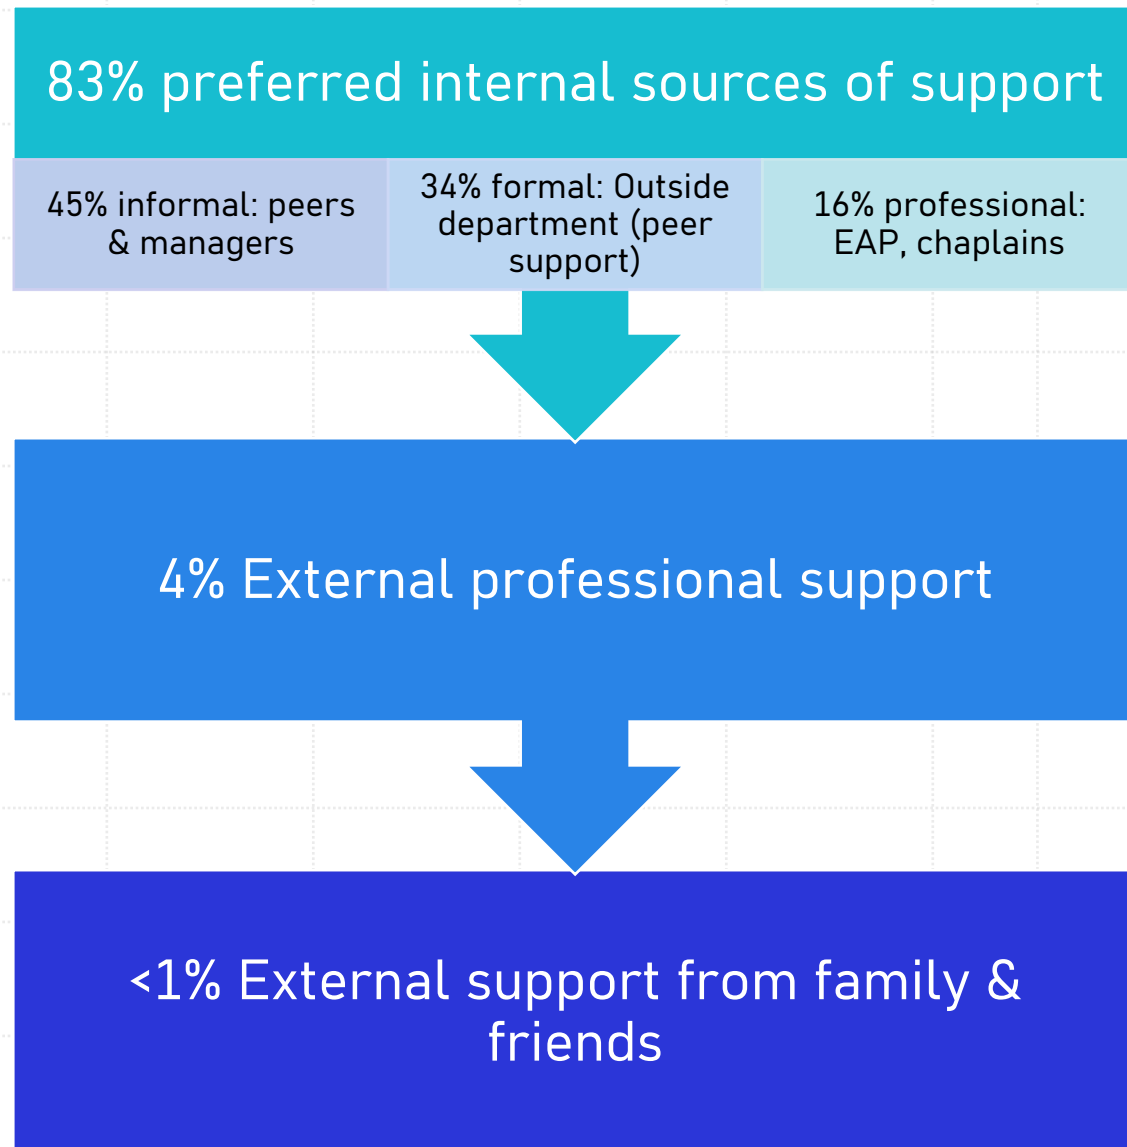 83% preferred internal sources of support
45% informal: peers
& managers
34% formal: Outside
department (peer
support)
16% professional:
EAP, chaplains
4% External professional support
<1% External support from family &
friends